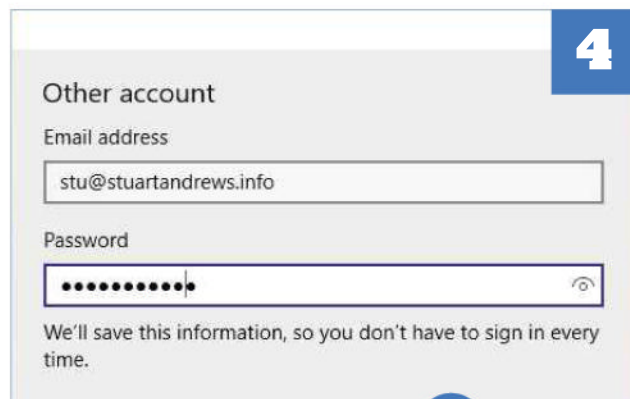 4
Other account
Email address
stu@stuartandrews.info
Password
••••••••••••
We'll save this information, so you don't have to sign in every
time.